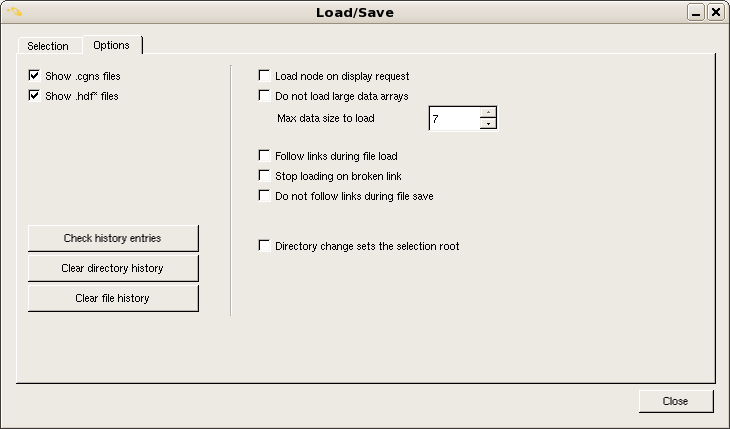 Load/Save
Selection
Options
Show .cgns files
Show .hdf* files
Check history entries
Clear directory history
Clear file history
Load node on display request
Do not load large data arrays
Max data size to load 7
Follow links during file load
Stop loading on broken link
Do not follow links during file save
Directory change sets the selection root
Close